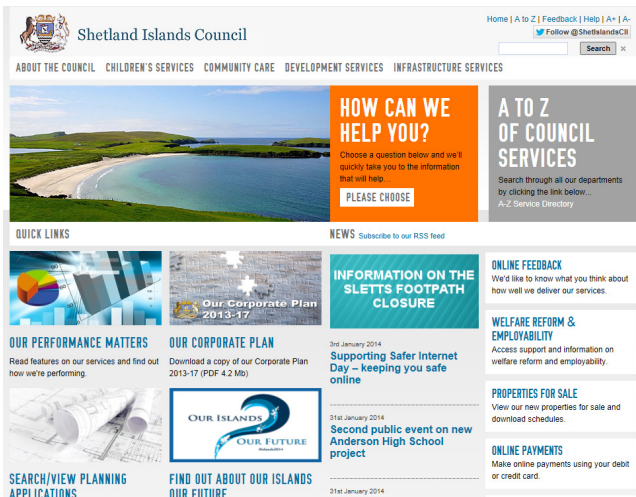 Shetland Islands Council
Home | A to Z | Feedback | Help | A+ | A-
Follow @ShetIslandsCll
Search ×
ABOUT THE COUNCIL CHILDREN'S SERVICES COMMUNITY CARE DEVELOPMENT SERVICES INFRASTRUCTURE SERVICES
HOW CAN WE
HELP YOU?
Choose a question below and we'll
quickly take you to the information
that will help...
PLEASE CHOOSE
A TO Z
OF COUNCIL
SERVICES
Search through all our departments
by clicking the link below...
A-Z Service Directory
QUICK LINKS
Our Corporate Plan
2013-17
OUR PERFORMANCE MATTERS
Read features on our services and find out
how we're performing.
OUR CORPORATE PLAN
Download a copy of our Corporate Plan
2013-17 (PDF 4.2 Mb)
OUR ISLANDS
OUR FUTURE
SEARCH/VIEW PLANNING
APPLICATIONS
FIND OUT ABOUT OUR ISLANDS
OUR FUTURE
NEWS Subscribe to our RSS feed
INFORMATION ON THE
SLETTS FOOTPATH
CLOSURE
3rd January 2014
Supporting Safer Internet
Day – keeping you safe
online
31st January 2014
Second public event on new
Anderson High School
project
31st January 2014
ONLINE FEEDBACK
We'd like to know what you think about
how well we deliver our services.
WELFARE REFORM &
EMPLOYABILITY
Access support and information on
welfare reform and employability.
PROPERTIES FOR SALE
View our new properties for sale and
download schedules.
ONLINE PAYMENTS
Make online payments using your debit
or credit card.